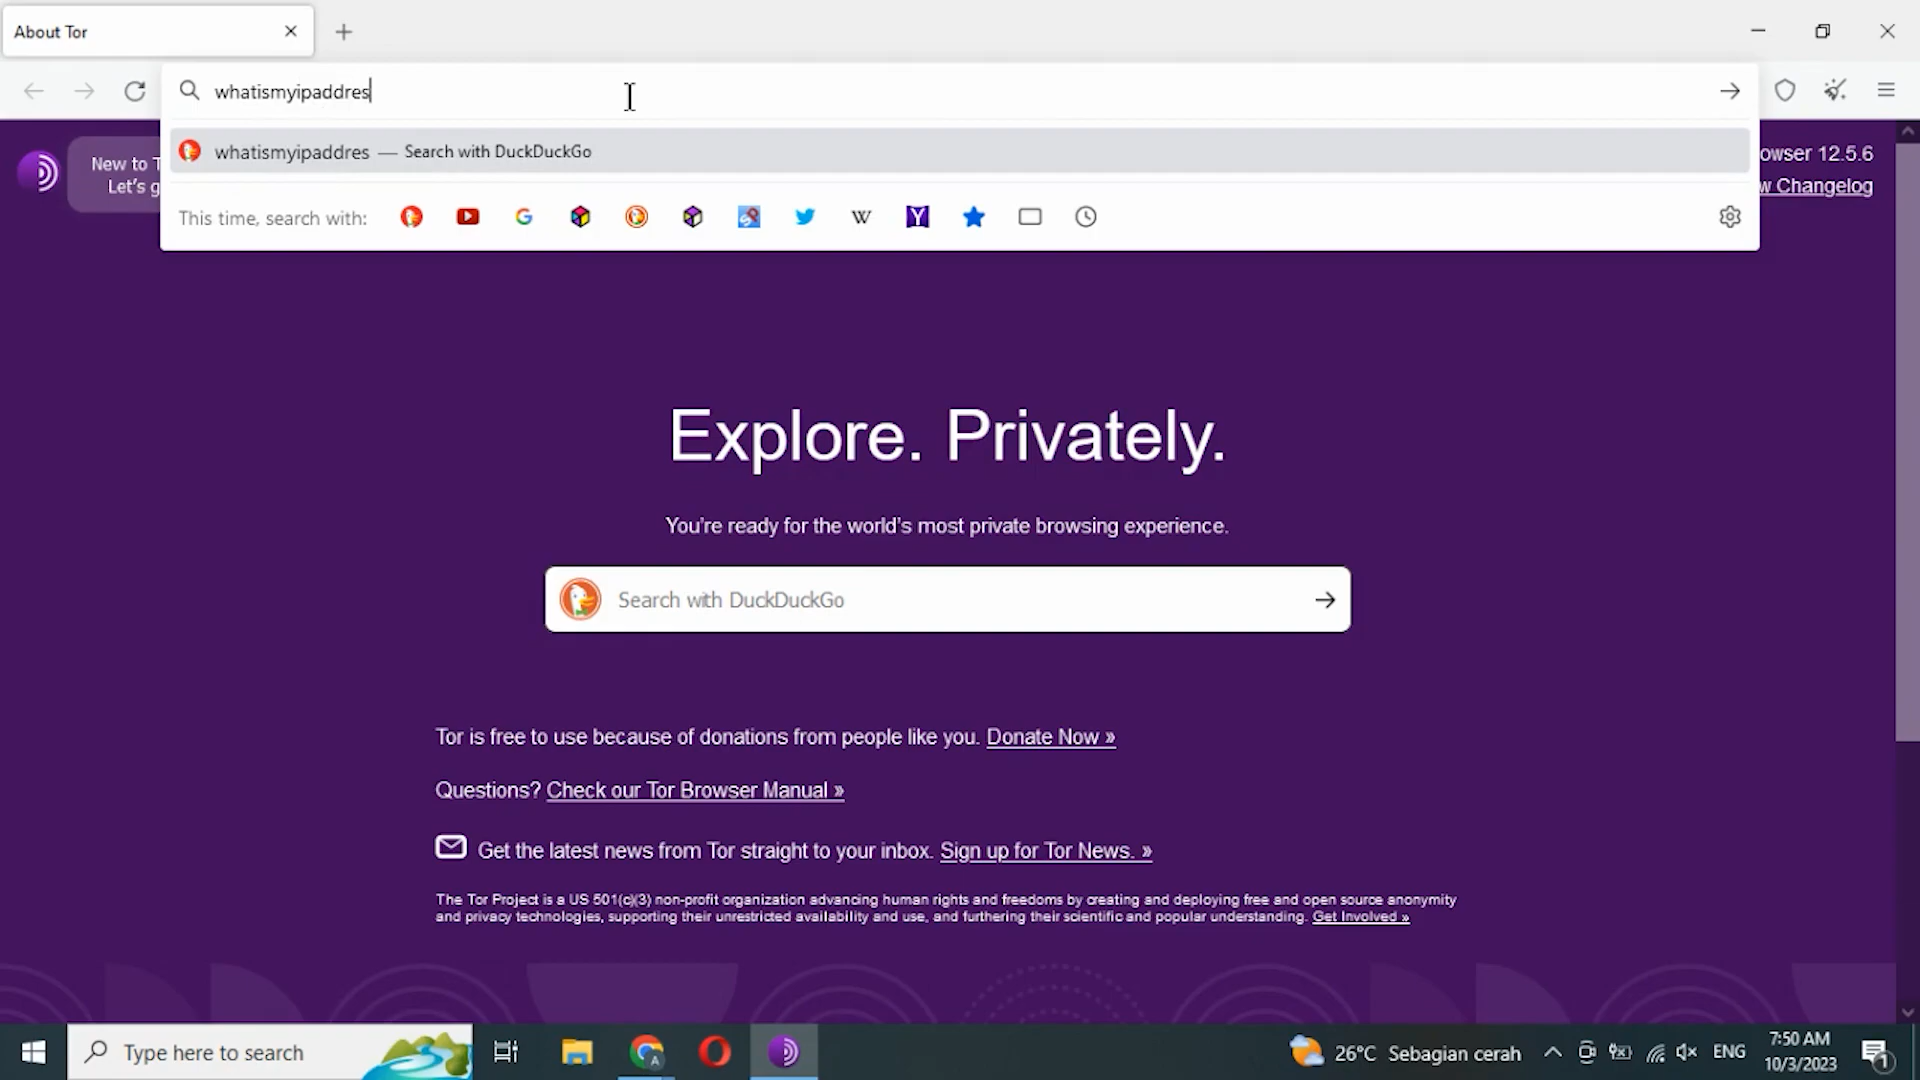 About Tor
whatismyipaddres
whatismyipaddres — Search with DuckDuckGo
This time, search with:
New to T
Let's g
owser 12.5.6
w Changelog
Explore. Privately.
You're ready for the world's most private browsing experience.
Search with DuckDuckGo
Tor is free to use because of donations from people like you. Donate Now »
Questions? Check our Tor Browser Manual »
Get the latest news from Tor straight to your inbox. Sign up for Tor News. »
The Tor Project is a US 501(c)(3) non-profit organization advancing human rights and freedoms by creating and deploying free and open source anonymity
and privacy technologies, supporting their unrestricted availability and use, and furthering their scientific and popular understanding. Get Involved »
Type here to search
26°C Sebagian cerah
ENG
7:50 AM
10/3/2023
1